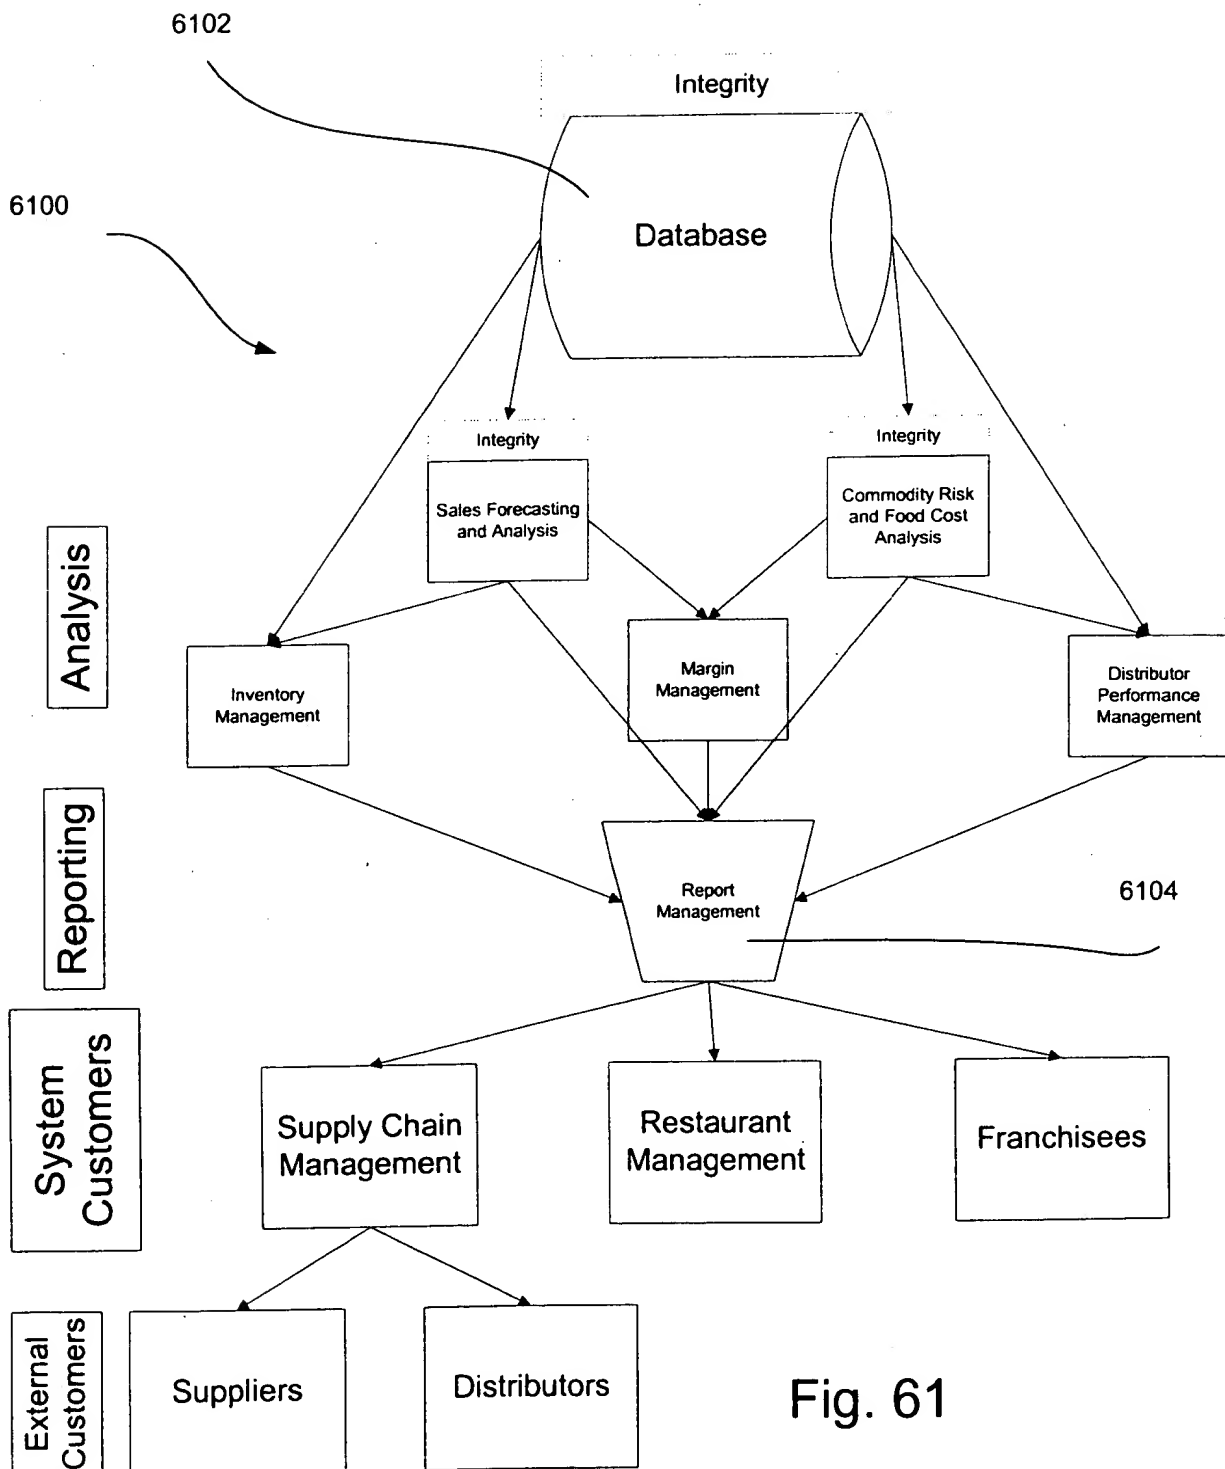 6102
Integrity
6100
Database
Integrity
Integrity
Sales Forecasting
and Analysis
Commodity Risk
and Food Cost
Analysis
Analysis
Inventory
Management
Margin
Management
Distributor
Performance
Management
Reporting
Report
Management
6104
System
Customers
Supply Chain
Management
Restaurant
Management
Franchisees
External
Customers
Suppliers
Distributors
Fig. 61